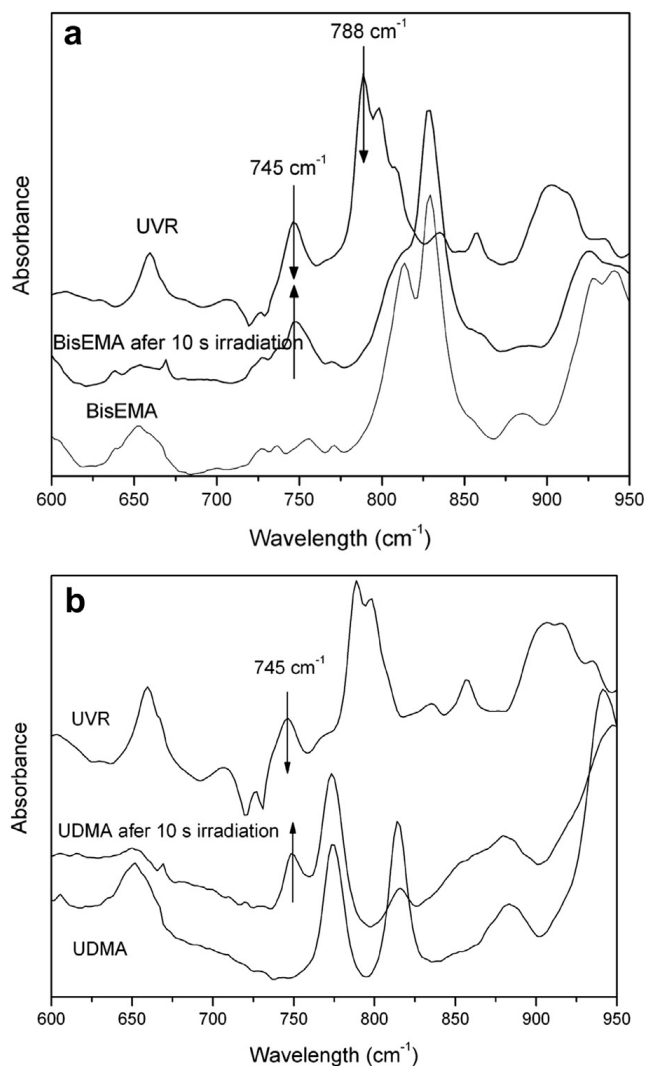 a
788 cm-1
745 cm-1
UVR
BisEMA afer 10 s irradiation
BisEMA
Absorbance
600 650 700 750 800 850 900 950
Wavelength (cm-1)
b
745 cm-1
UVR
UDMA afer 10 s irradiation
UDMA
Absorbance
600 650 700 750 800 850 900 950
Wavelength (cm-1)